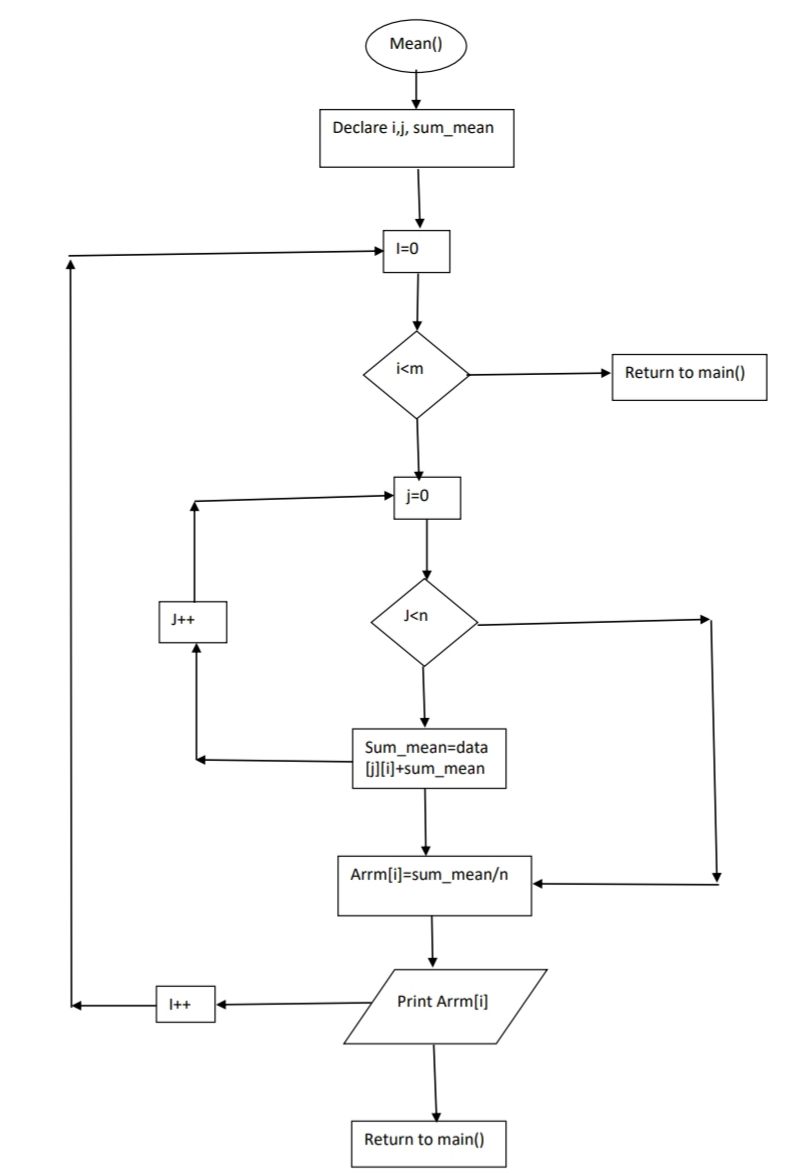 Mean()
Declare i,j, sum_mean
I=0
i<m
Return to main()
j=0
J++
J<n
Sum_mean=data
[j][i]+sum_mean
Arrm[i]=sum_mean/n
I++
Print Arrm[i]
Return to main()